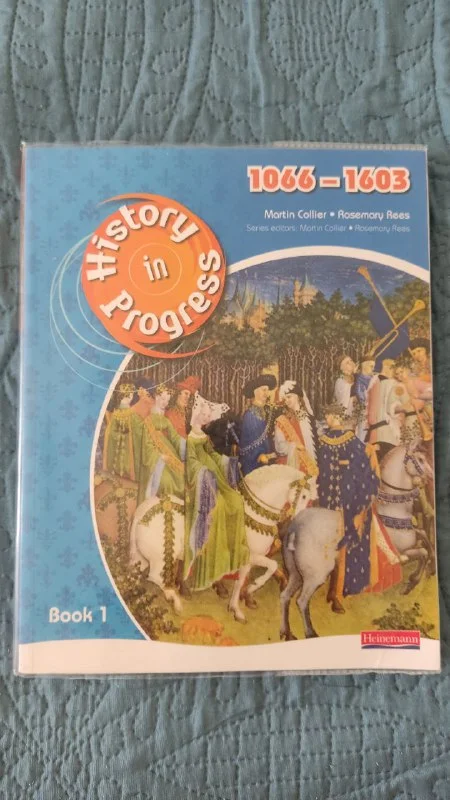 1066 – 1603
Martin Collier • Rosemary Rees
Series editors: Martin Collier • Rosemary Rees
History
in
Progress
Book 1
Heinemann